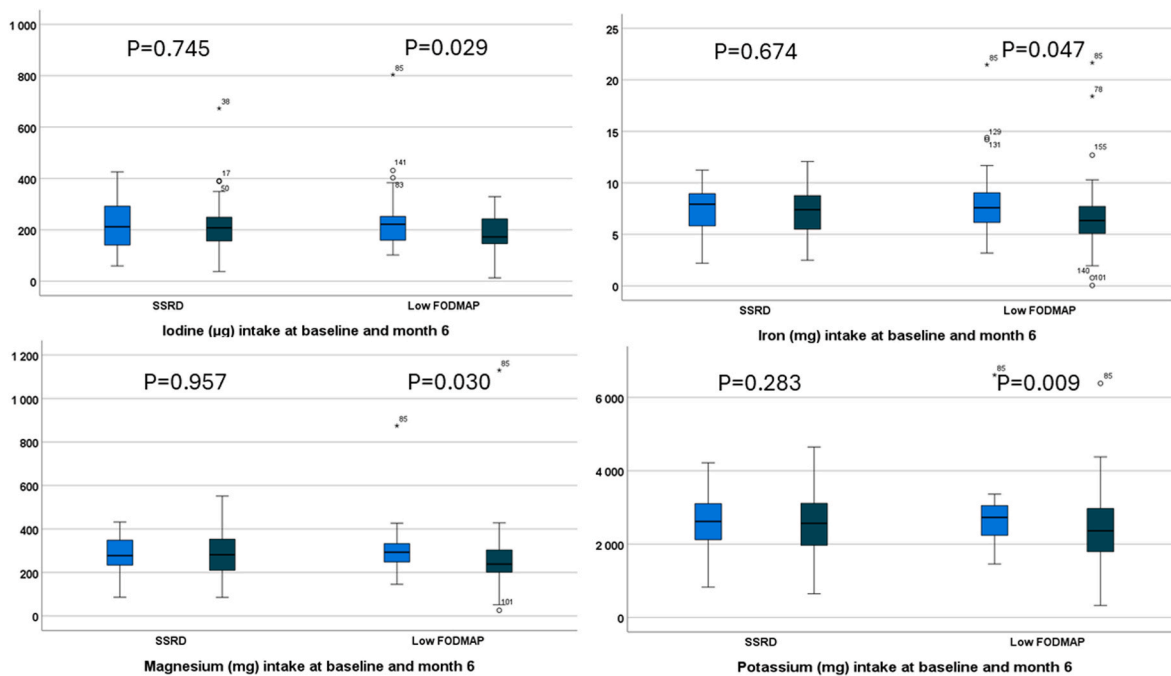 1 000
800
600
400
200
0
P=0.745
P=0.029
38
17
50
85
141
83
SSRD
Low FODMAP
Iodine (µg) intake at baseline and month 6
25
20
15
10
5
0
P=0.674
P=0.047
85
129
131
85
78
155
140
101
SSRD
Low FODMAP
Iron (mg) intake at baseline and month 6
1 200
1 000
800
600
400
200
0
P=0.957
P=0.030
85
85
101
SSRD
Low FODMAP
Magnesium (mg) intake at baseline and month 6
6 000
4 000
2 000
0
P=0.283
P=0.009
85
85
SSRD
Low FODMAP
Potassium (mg) intake at baseline and month 6